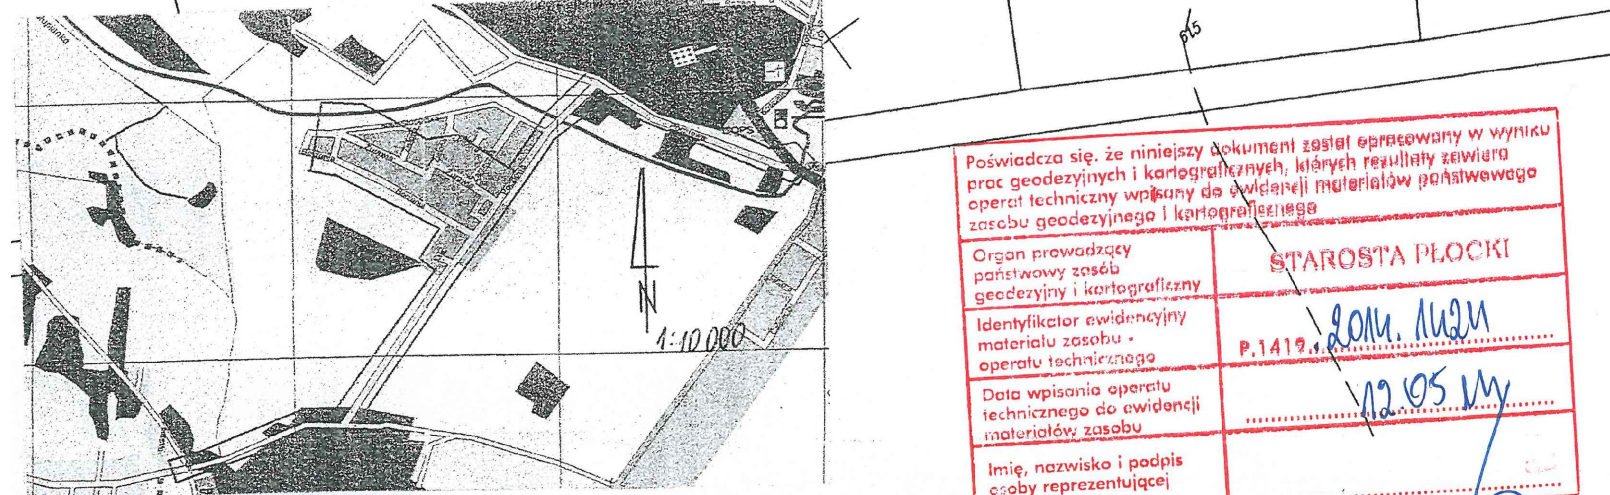 upianka
COPS
N
1:10 000
615
Poświadcza się, że niniejszy dokument został opracowany w wyniku
prac geodezyjnych i kartograficznych, których rezultaty zawiera
operat techniczny wpisany do ewidencji materiałów państwowego
zasobu geodezyjnego i kartograficznego
Organ prowadzący
państwowy zasób
geodezyjny i kartograficzny
STAROSTA PŁOCKI
Identyfikator ewidencyjny
materiału zasobu -
operatu technicznego
P.1419. 2014. 1424
Data wpisania operatu
technicznego do ewidencji
materiałów zasobu
12.05
Imię, nazwisko i podpis
osoby reprezentującej